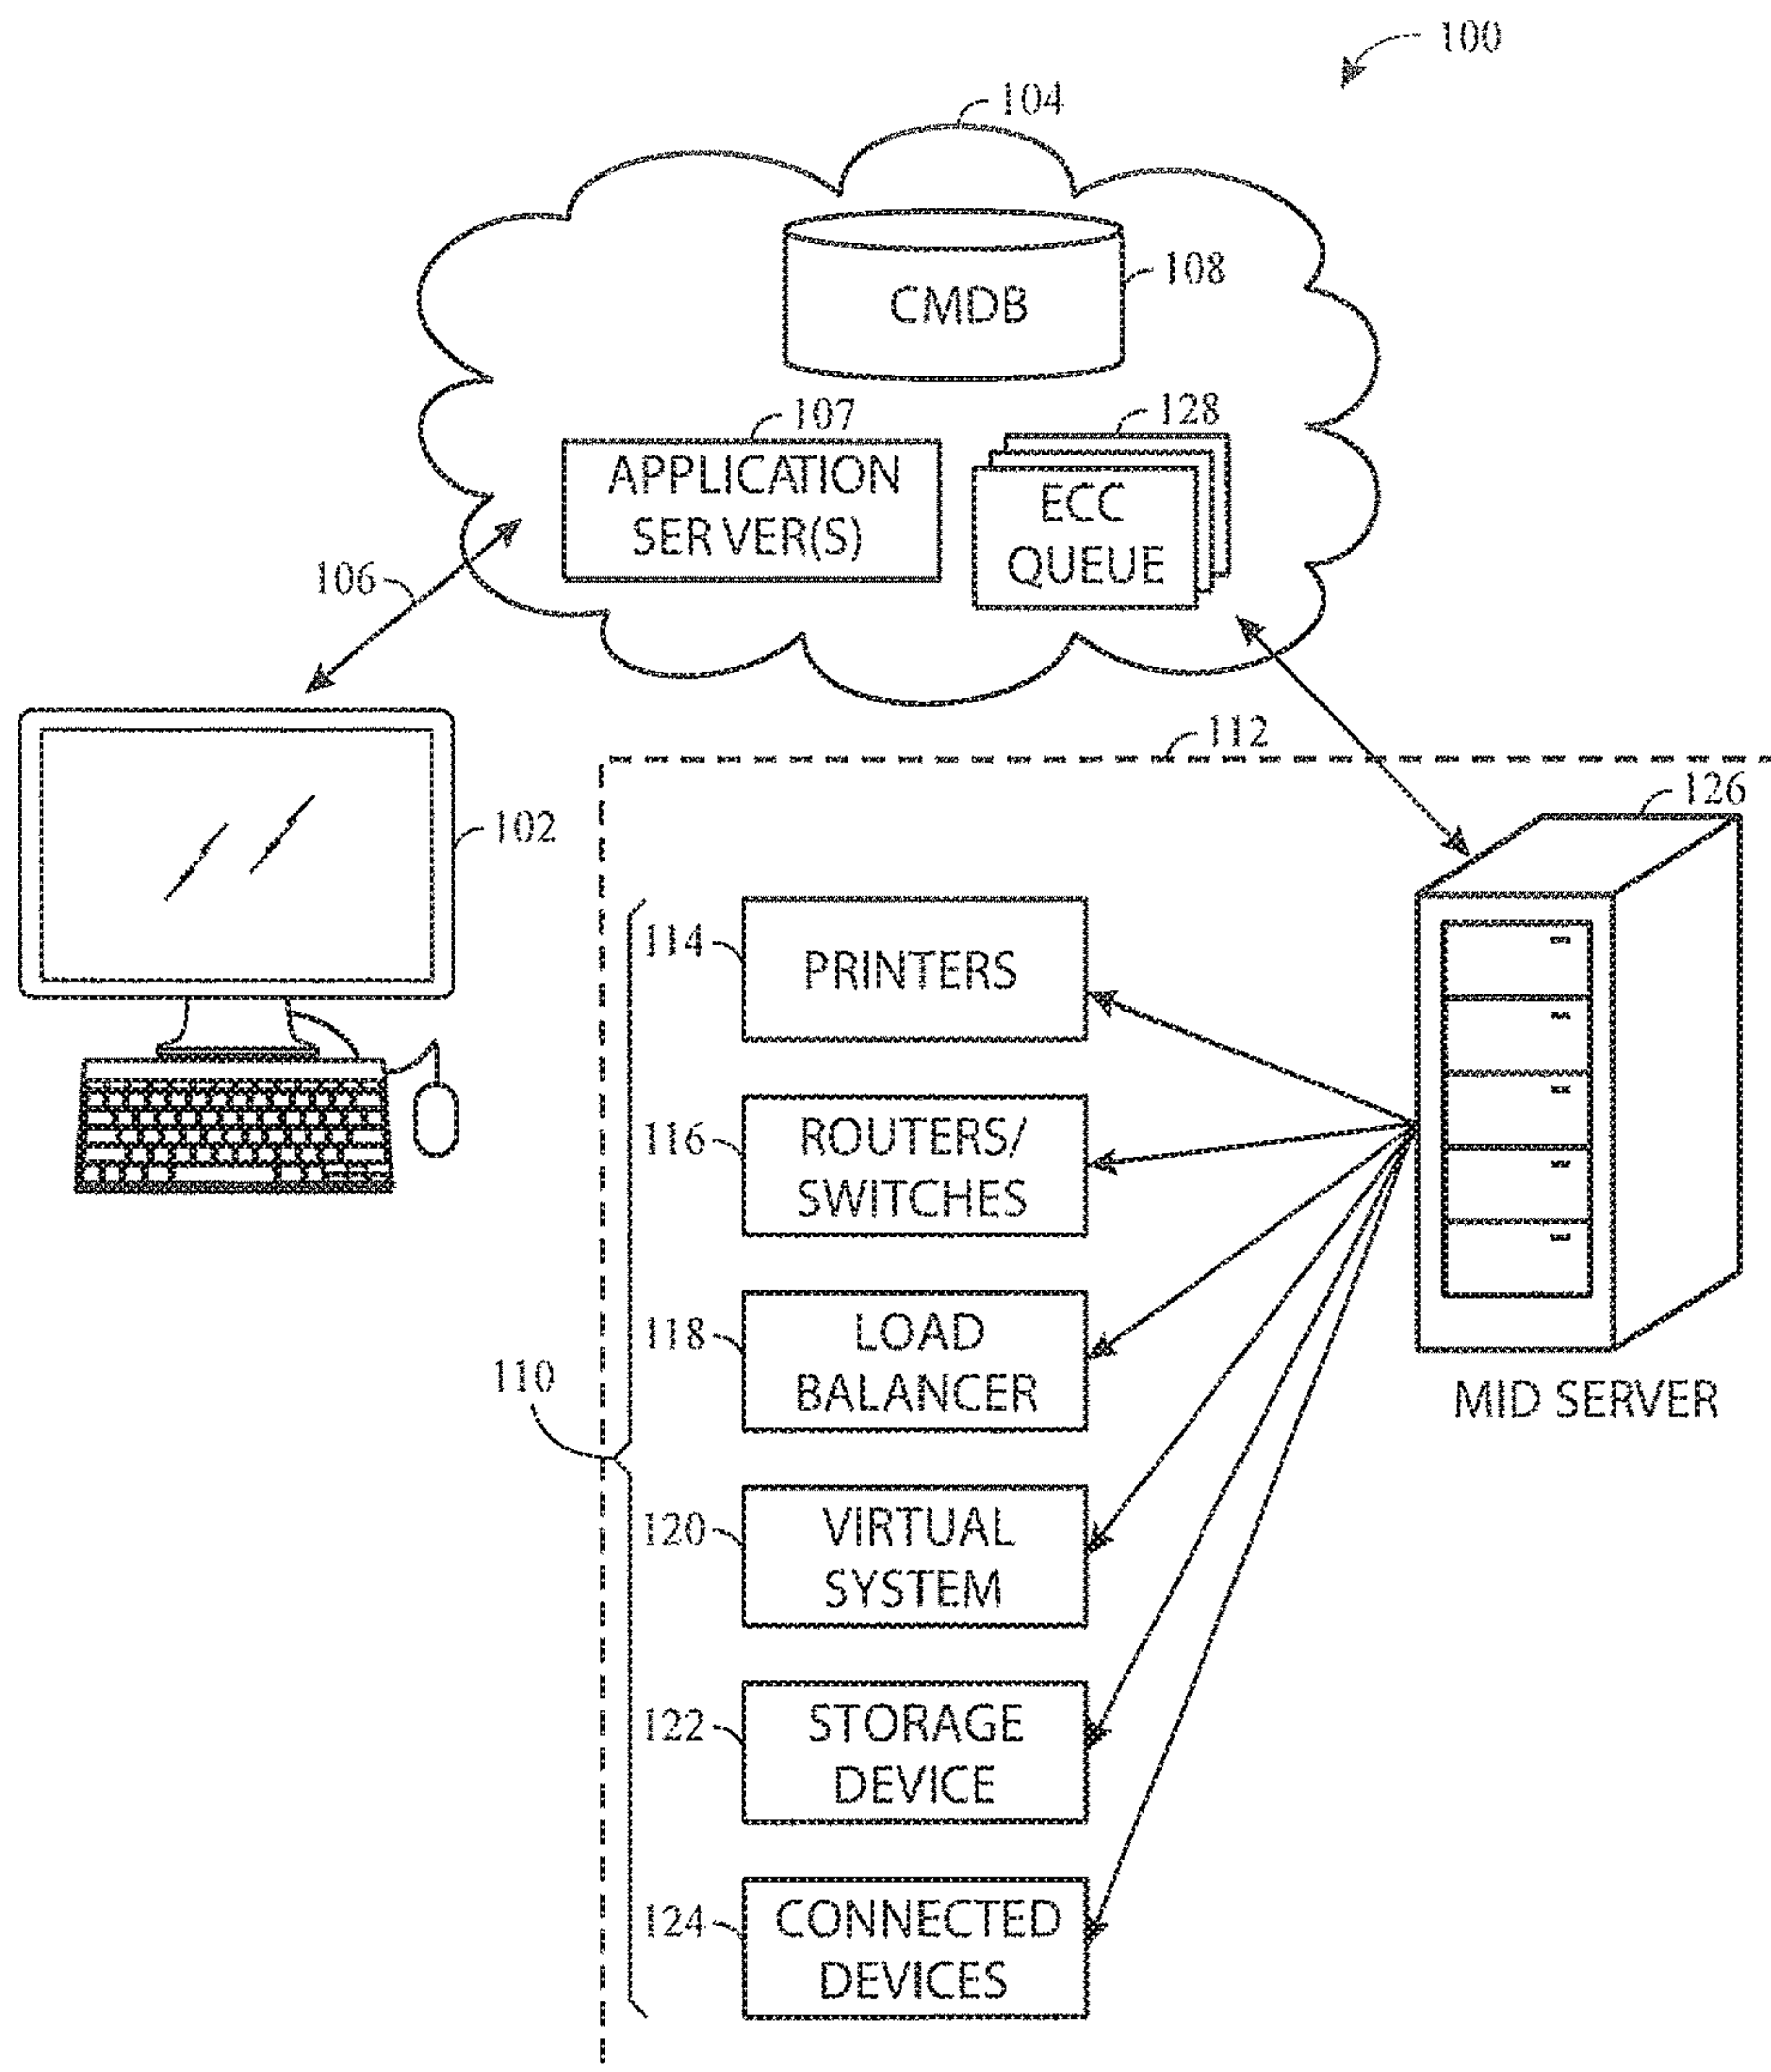 100
104
CMDB
108
107
128
APPLICATION
SERVER(S)
ECC
QUEUE
106
112
126
102
114
PRINTERS
116
ROUTERS/
SWITCHES
118
LOAD
BALANCER
110
MID SERVER
120
VIRTUAL
SYSTEM
122
STORAGE
DEVICE
124
CONNECTED
DEVICES